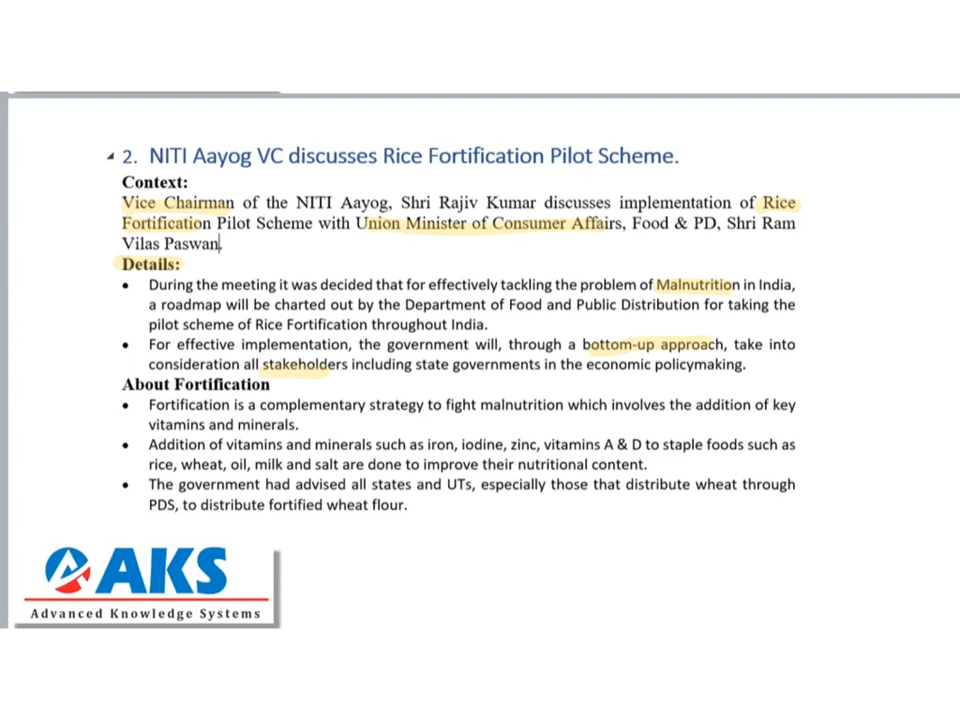 2. NITI Aayog VC discusses Rice Fortification Pilot Scheme.
Context:
Vice Chairman of the NITI Aayog, Shri Rajiv Kumar discusses implementation of Rice
Fortification Pilot Scheme with Union Minister of Consumer Affairs, Food & PD, Shri Ram
Vilas Paswan.
Details:
• During the meeting it was decided that for effectively tackling the problem of Malnutrition in India,
a roadmap will be charted out by the Department of Food and Public Distribution for taking the
pilot scheme of Rice Fortification throughout India.
• For effective implementation, the government will, through a bottom-up approach, take into
consideration all stakeholders including state governments in the economic policymaking.
About Fortification
• Fortification is a complementary strategy to fight malnutrition which involves the addition of key
vitamins and minerals.
• Addition of vitamins and minerals such as iron, iodine, zinc, vitamins A & D to staple foods such as
rice, wheat, oil, milk and salt are done to improve their nutritional content.
• The government had advised all states and UTs, especially those that distribute wheat through
PDS, to distribute fortified wheat flour.
AKS
Advanced Knowledge Systems